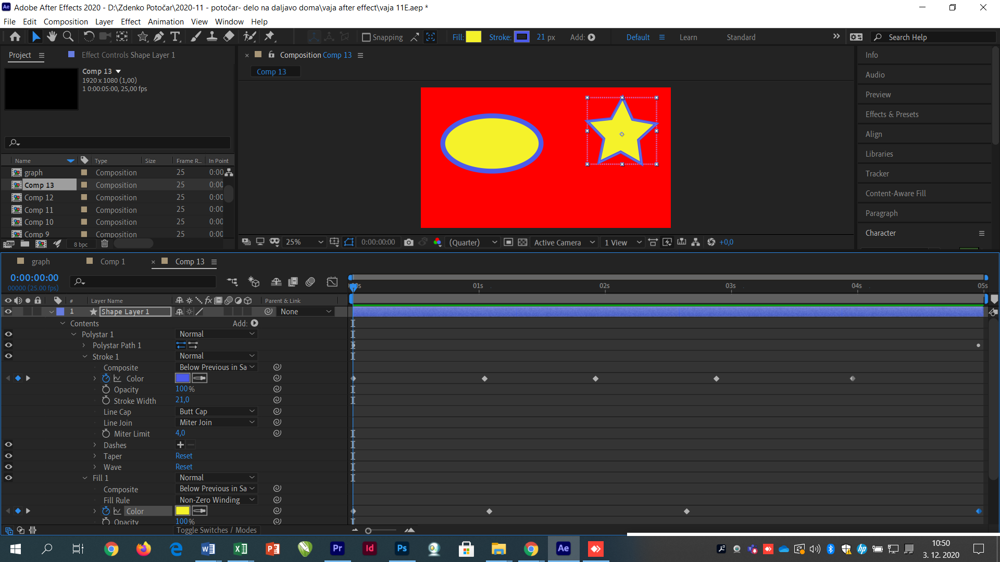 Adobe After Effects 2020 - D:\Zdenko Potočar\2020-11 - potočar- delo na daljavo doma\vaja after effect\vaja 11E.aep *
File Edit Composition Layer Effect Animation View Window Help
Snapping Fill: Stroke: 21 px Add: Default Learn Standard Search Help
Project Effect Controls Shape Layer 1
Composition Comp 13
Comp 13
Comp 13
1920 x 1080 (1,00)
1 0:00:05:00, 25,00 fps
Name Type Size Frame R... In Point
graph Composition 25 0:00
Comp 13 Composition 25 0:00
Comp 12 Composition 25 0:00
Comp 11 Composition 25 0:00
Comp 10 Composition 25 0:00
Comp 9 Composition 25 0:00
8 bpc
25% 0:00:00:00 (Quarter) Active Camera 1 View +0,0
Info
Audio
Preview
Effects & Presets
Align
Libraries
Tracker
Content-Aware Fill
Paragraph
Character
graph Comp 1 Comp 13
0:00:00:00
00000 (25.00 fps)
01s 02s 03s 04s 05s
# Layer Name Parent & Link
1 Shape Layer 1 None
Contents Add:
Polystar 1 Normal
Polystar Path 1
Stroke 1 Normal
Composite Below Previous in Sa
Color
Opacity 100%
Stroke Width 21,0
Line Cap Butt Cap
Line Join Miter Join
Miter Limit 4,0
Dashes
Taper Reset
Wave Reset
Fill 1 Normal
Composite Below Previous in Sa
Fill Rule Non-Zero Winding
Color
Opacity 100%
Toggle Switches / Modes
Pr Id Ps Ae
10:50
3. 12. 2020